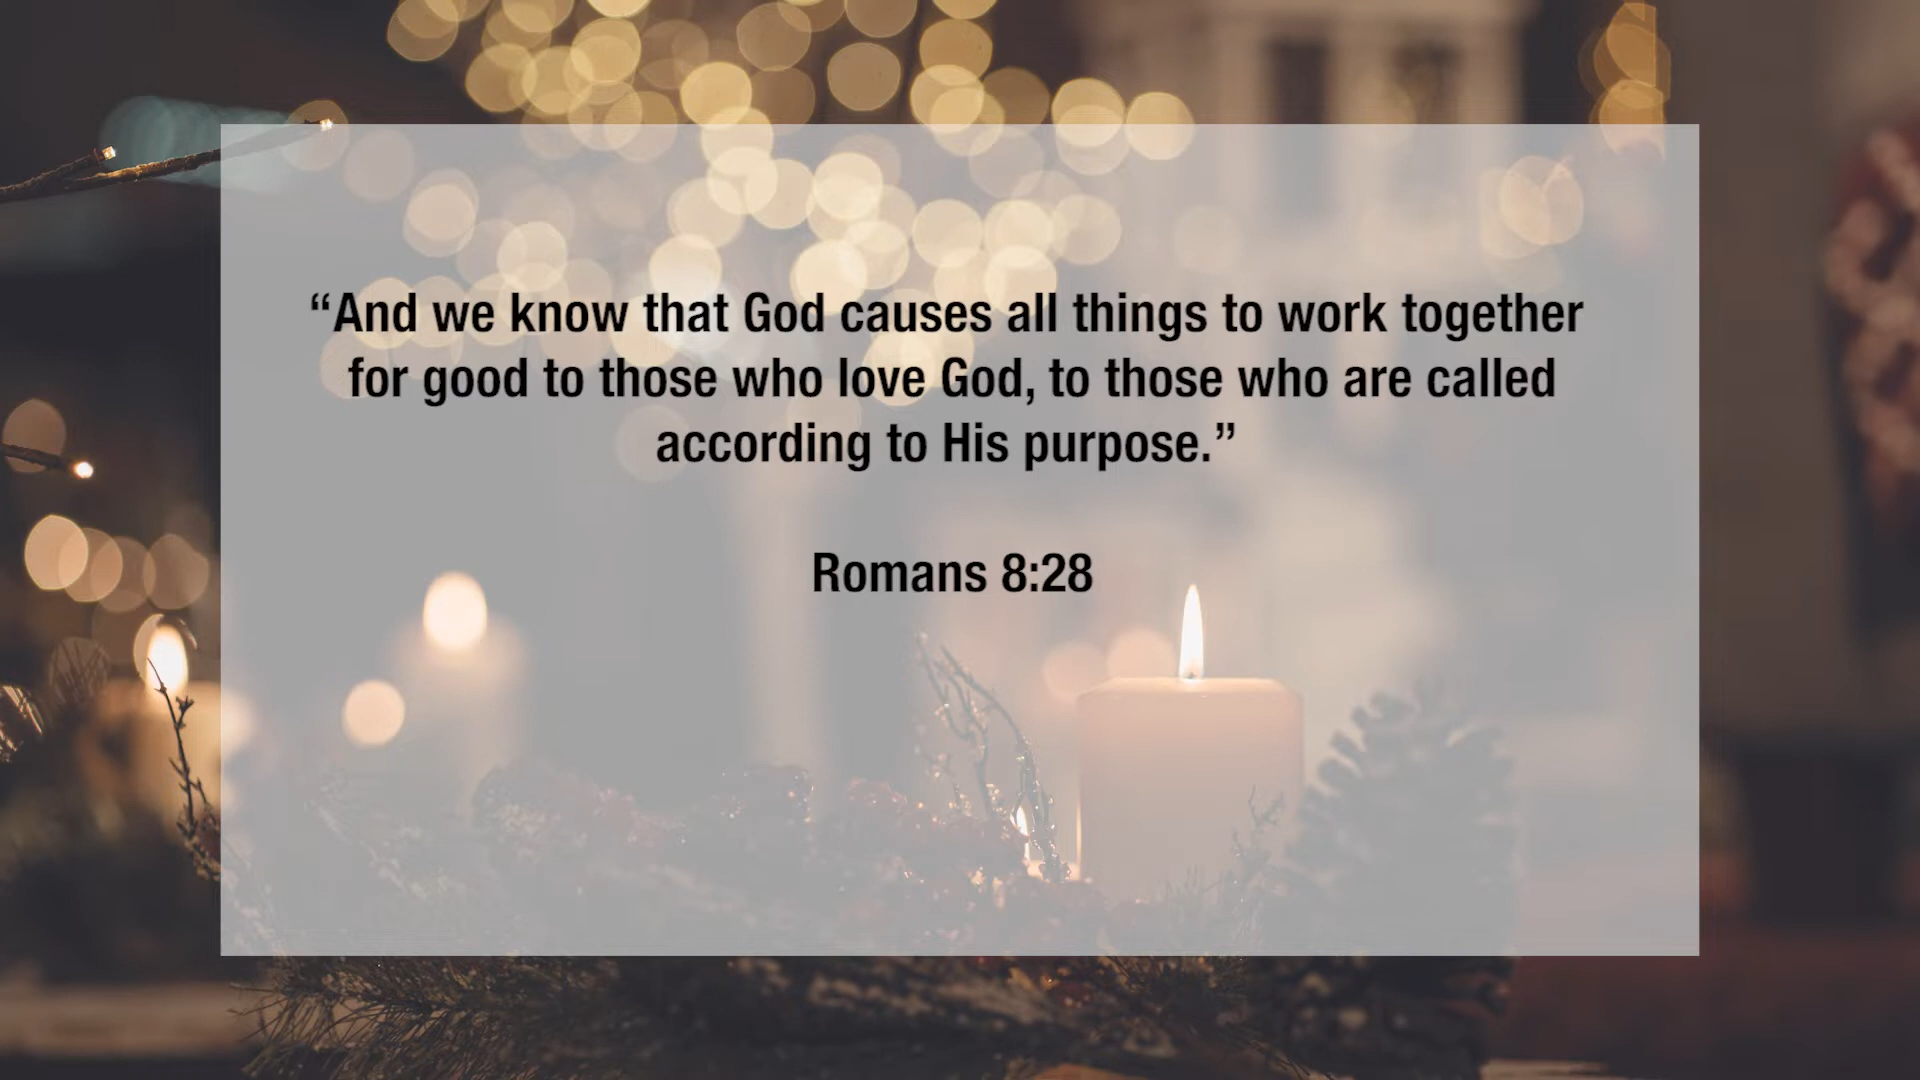 “And we know that God causes all things to work together
for good to those who love God, to those who are called
according to His purpose.”
Romans 8:28